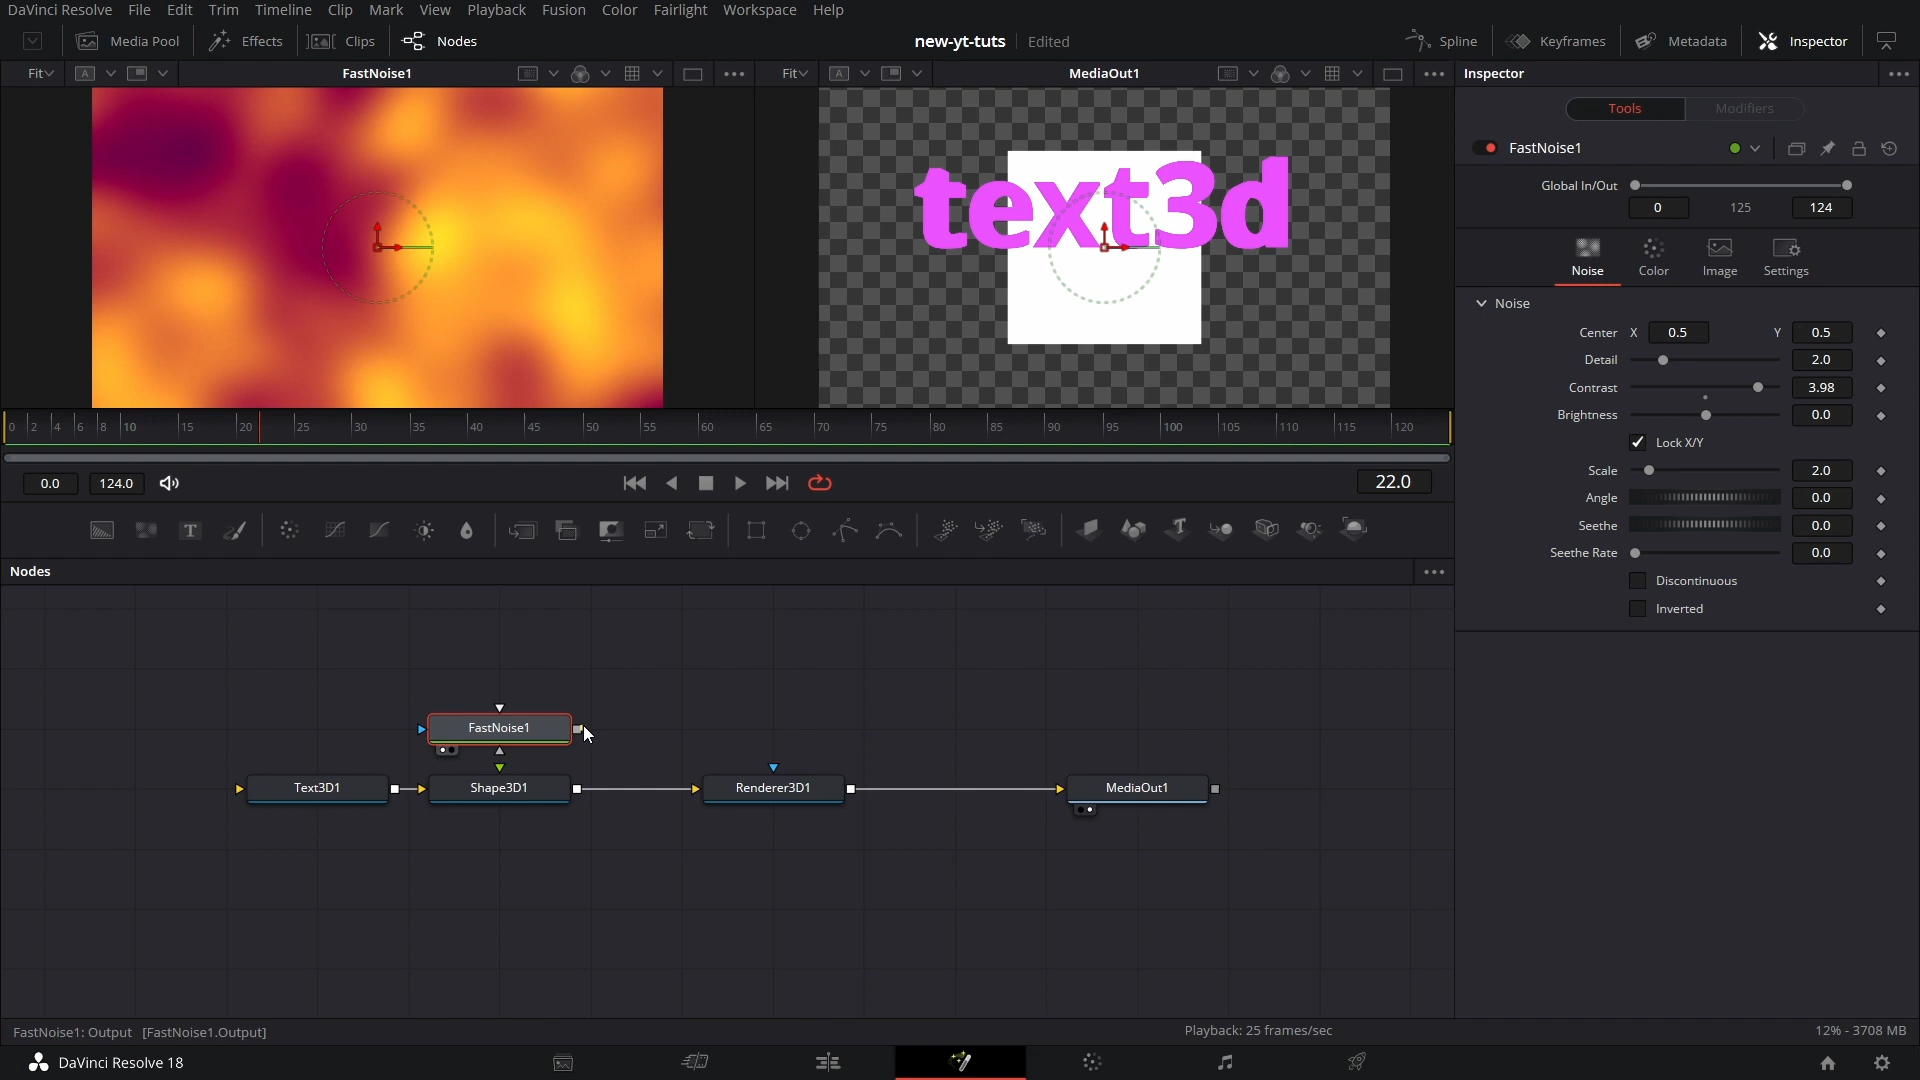 DaVinci Resolve File Edit Trim Timeline Clip Mark View Playback Fusion Color Fairlight Workspace Help
Media Pool Effects Clips Nodes new-yt-tuts Edited Spline Keyframes Metadata Inspector
Fit A FastNoise1 Fit A MediaOut1 Inspector
Tools Modifiers
FastNoise1
Global In/Out
0 125 124
Noise Color Image Settings
Noise
Center X 0.5 Y 0.5
Detail 2.0
Contrast 3.98
Brightness 0.0
Lock X/Y
Scale 2.0
Angle 0.0
Seethe 0.0
Seethe Rate 0.0
Discontinuous
Inverted
text3d
0 2 4 6 8 10 15 20 25 30 35 40 45 50 55 60 65 70 75 80 85 90 95 100 105 110 115 120
0.0 124.0 22.0
T
Nodes
FastNoise1
Text3D1 Shape3D1 Renderer3D1 MediaOut1
FastNoise1: Output [FastNoise1.Output] Playback: 25 frames/sec 12% - 3708 MB
DaVinci Resolve 18